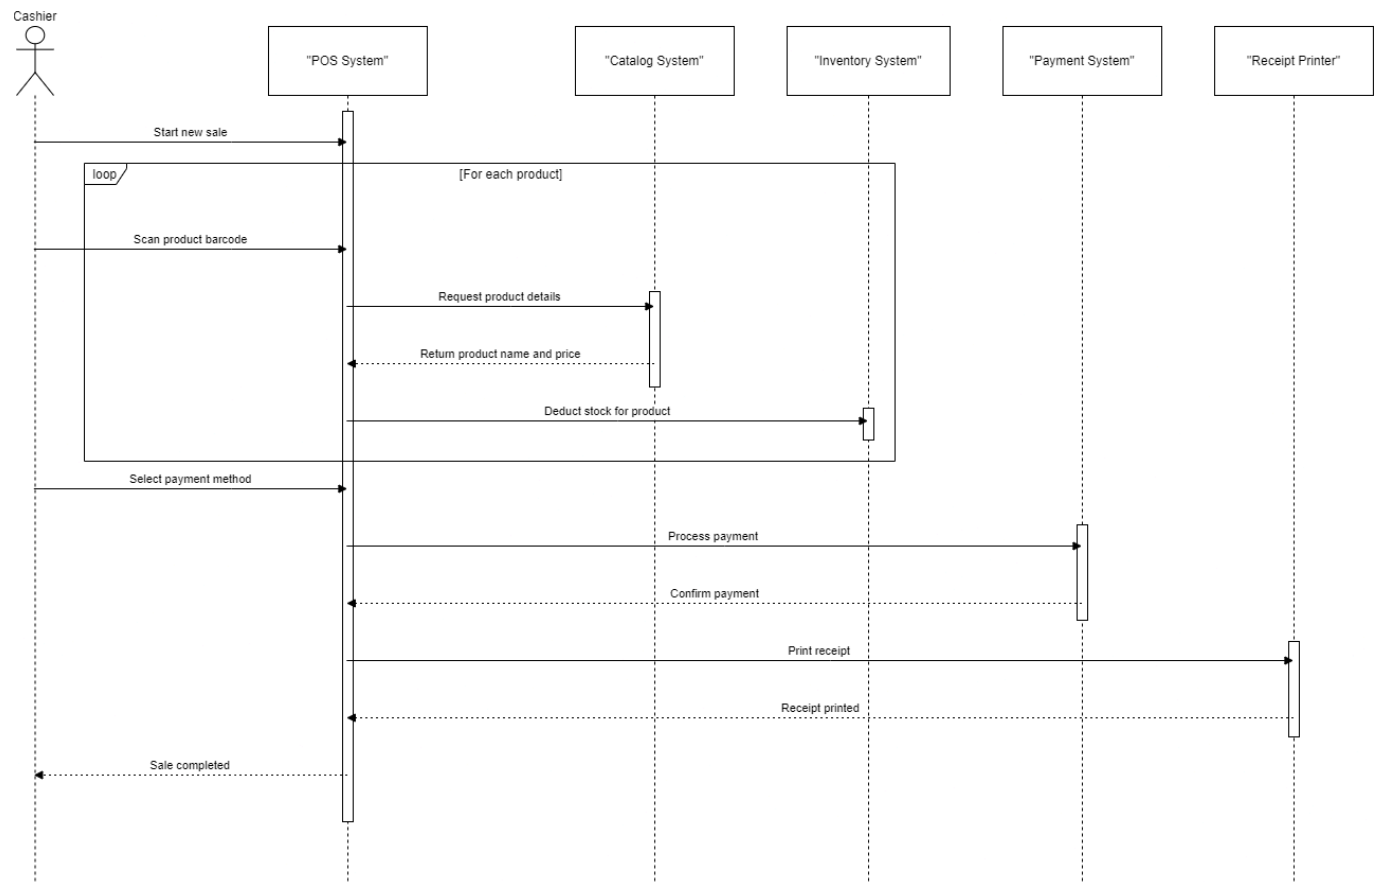 Cashier
"POS System"
"Catalog System"
"Inventory System"
"Payment System"
"Receipt Printer"
Start new sale
loop
[For each product]
Scan product barcode
Request product details
Return product name and price
Deduct stock for product
Select payment method
Process payment
Confirm payment
Print receipt
Receipt printed
Sale completed